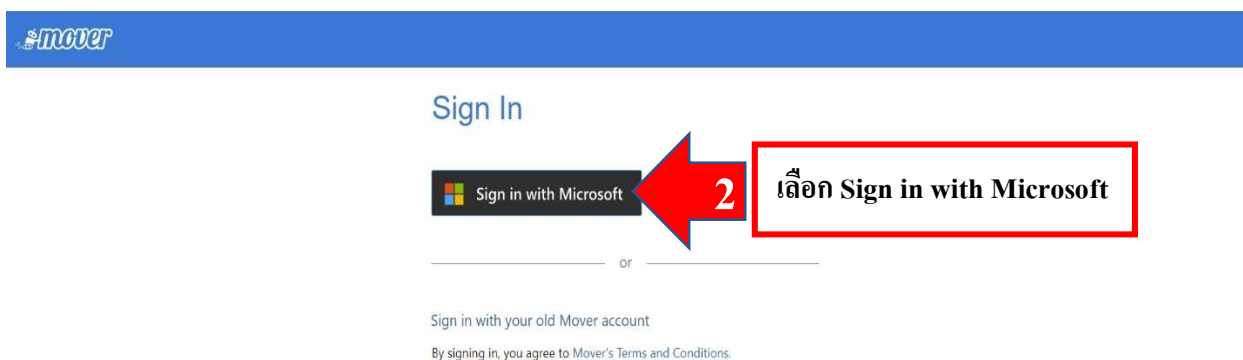 mover
Sign In
Sign in with Microsoft
2
เลือก Sign in with Microsoft
or
Sign in with your old Mover account
By signing in, you agree to Mover's Terms and Conditions.